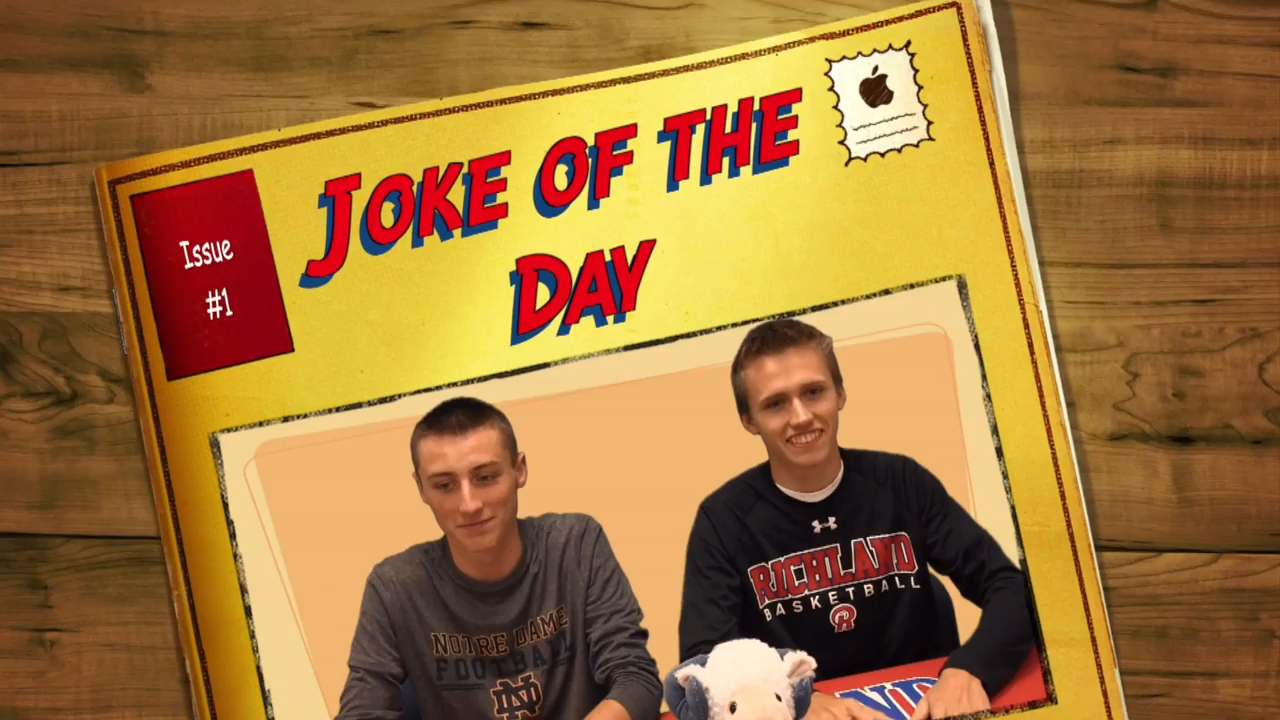 JOKE OF THE
DAY
Issue
#1
NOTRE DAME
FOOTBALL
ND
RICHLAND
BASKETBALL
R